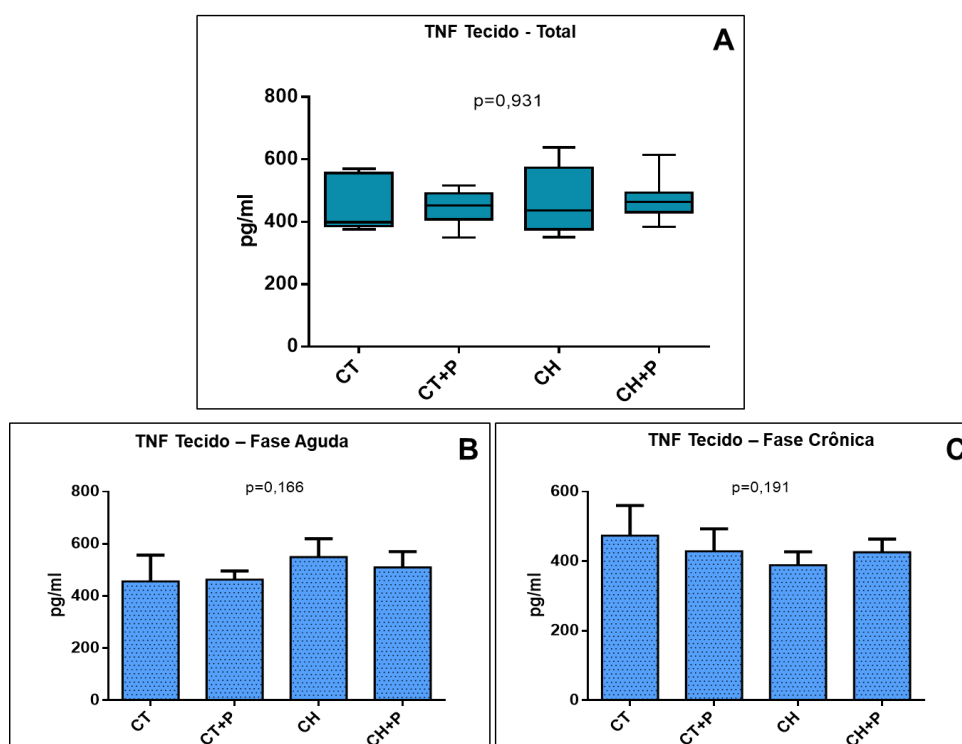 TNF Tecido - Total
A
p=0,931
pg/ml
800
600
400
200
0
CT
CT+P
CH
CH+P
TNF Tecido – Fase Aguda
B
p=0,166
pg/ml
800
600
400
200
0
CT
CT+P
CH
CH+P
TNF Tecido – Fase Crônica
C
p=0,191
pg/ml
600
400
200
0
CT
CT+P
CH
CH+P